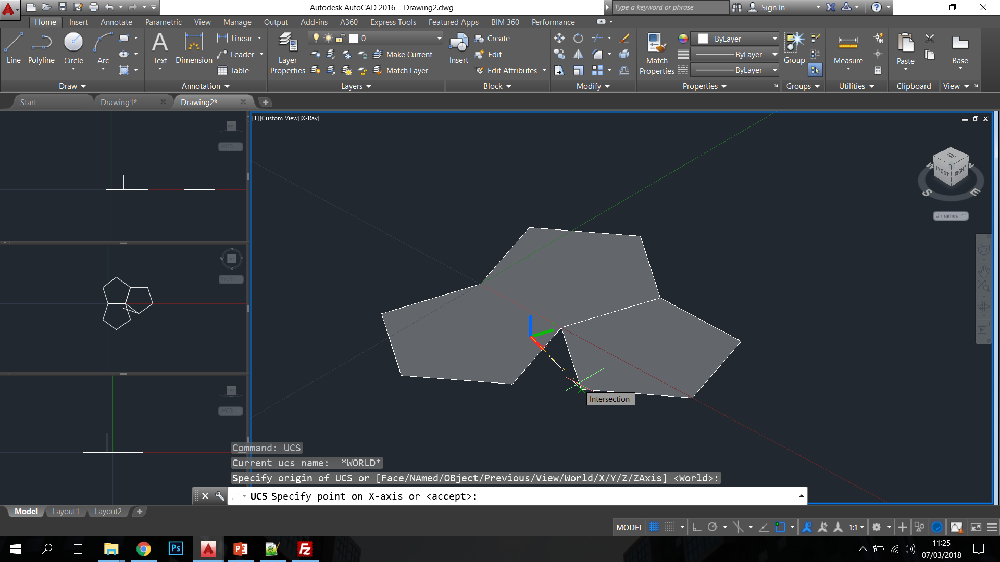 Autodesk AutoCAD 2016 Drawing2.dwg
Type a keyword or phrase
Sign In
Home Insert Annotate Parametric View Manage Output Add-ins A360 Express Tools Featured Apps BIM 360 Performance
Line Polyline Circle Arc
Text Dimension
Linear
Leader
Table
Layer Properties
0
Make Current
Match Layer
Insert
Create
Edit
Edit Attributes
Match Properties
ByLayer
ByLayer
ByLayer
Group
Measure
Paste
Base
Draw Annotation Layers Block Modify Properties Groups Utilities Clipboard View
Start Drawing1* Drawing2*
[+][Custom View][X-Ray]
WCS
TOP
FRONT
RIGHT
W
N
S
E
Unnamed
N
W
E
S
WCS
WCS
Intersection
Command: UCS
Current ucs name: *WORLD*
Specify origin of UCS or [Face/NAmed/OBject/Previous/View/World/X/Y/Z/ZAxis] <World>:
UCS Specify point on X-axis or <accept>:
Model Layout1 Layout2
MODEL
1:1
Ps
11:25
07/03/2018